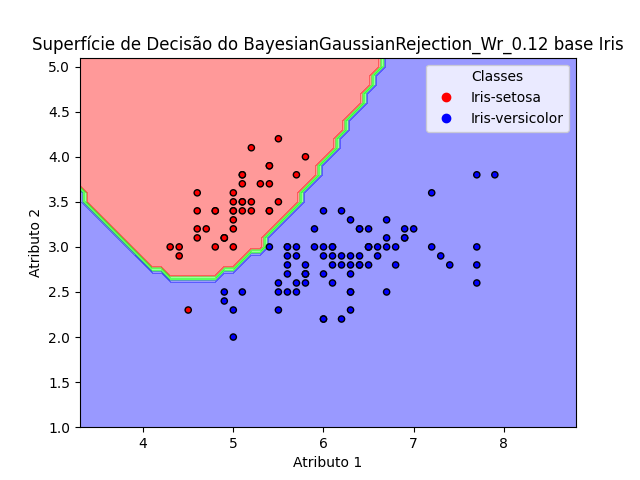 Superfície de Decisão do BayesianGaussianRejection_Wr_0.12 base Iris
Classes
Iris-setosa
Iris-versicolor
5.0
4.5
4.0
3.5
3.0
2.5
2.0
1.5
1.0
Atributo 2
4
5
6
7
8
Atributo 1